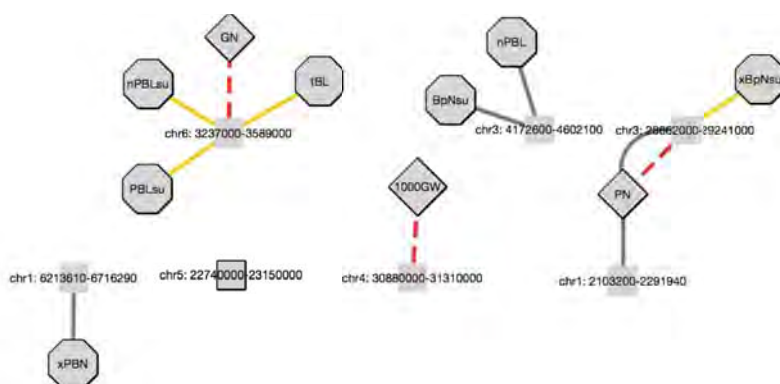 GN
nPBLsu
tBL
chr6: 3237000-3589000
PBLsu
nPBL
BpNsu
chr3: 4172600-4602100
xBpNsu
chr3: 28662000-29241000
1000GW
PN
chr1: 6213610-6716290
chr5: 22740000-23150000
chr4: 30880000-31310000
chr1: 2103200-2291940
xPBN